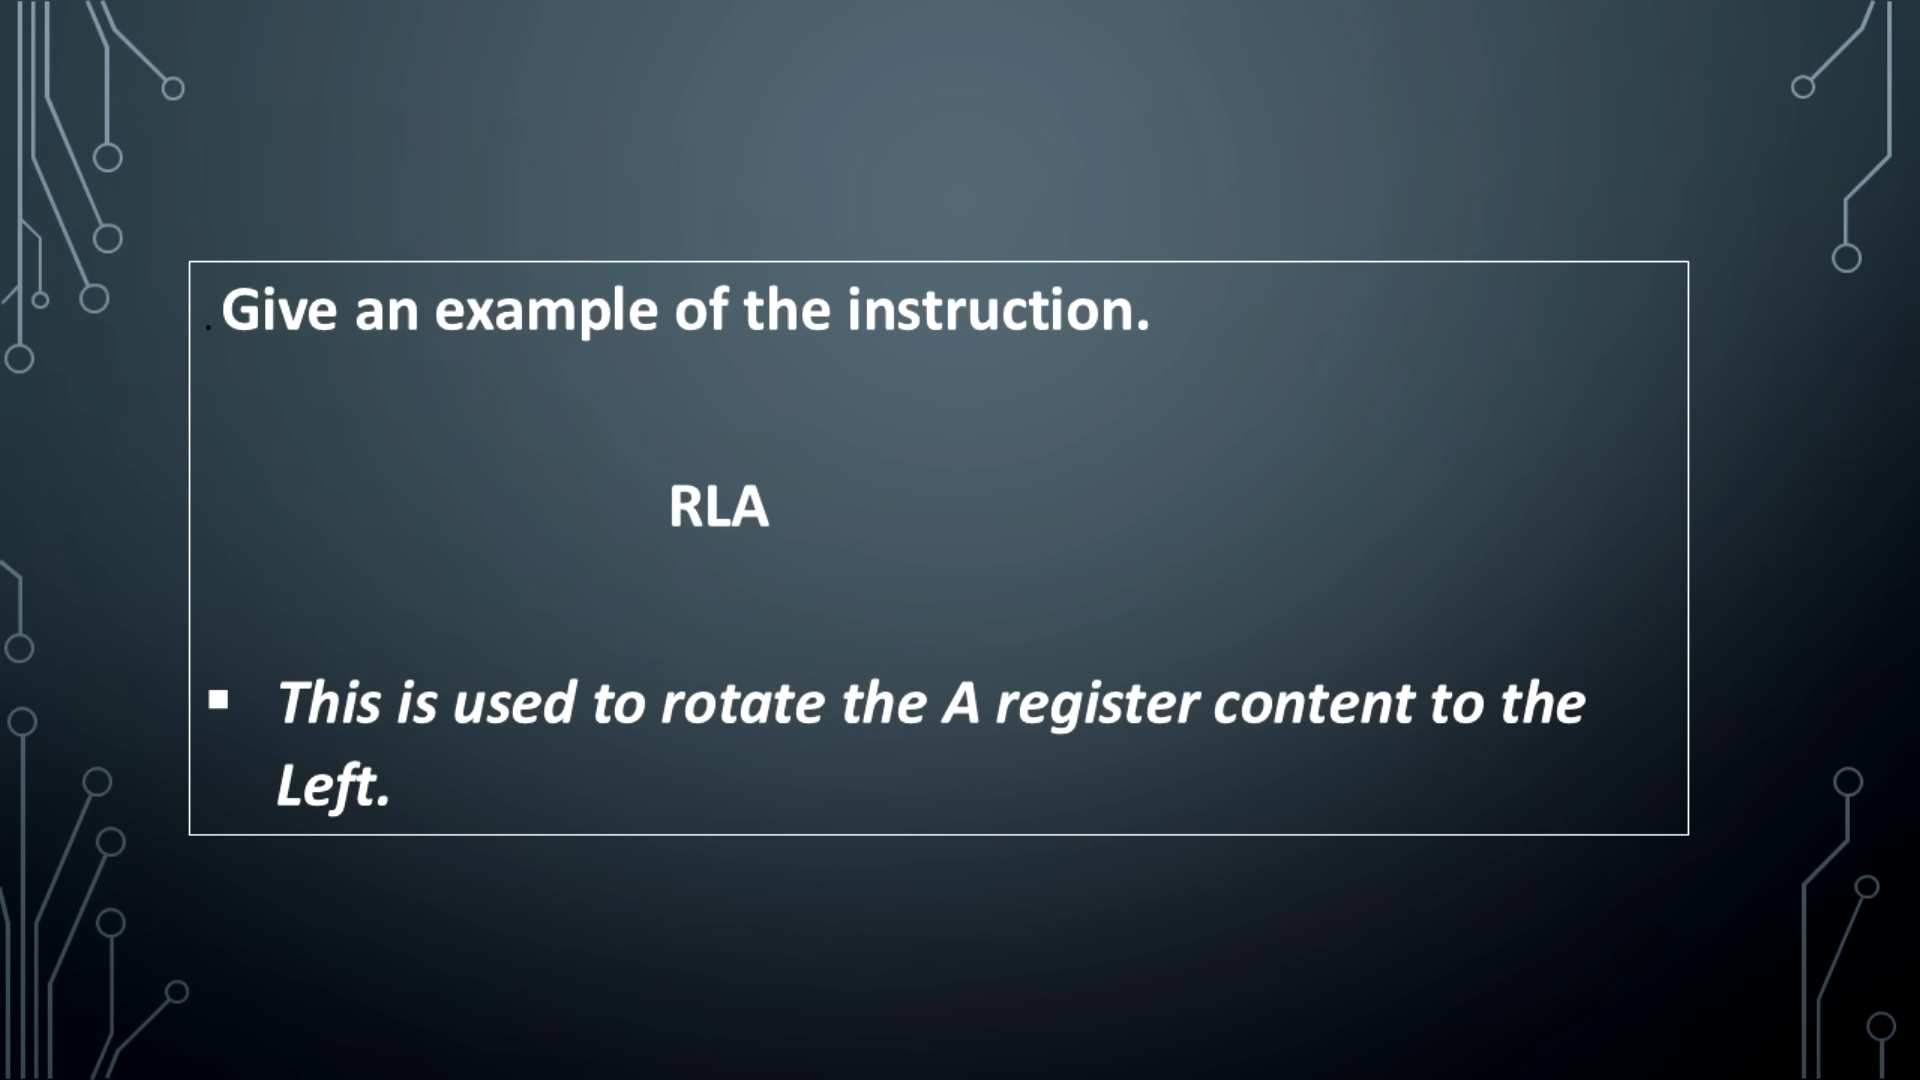 . Give an example of the instruction.
RLA
▪ This is used to rotate the A register content to the
Left.